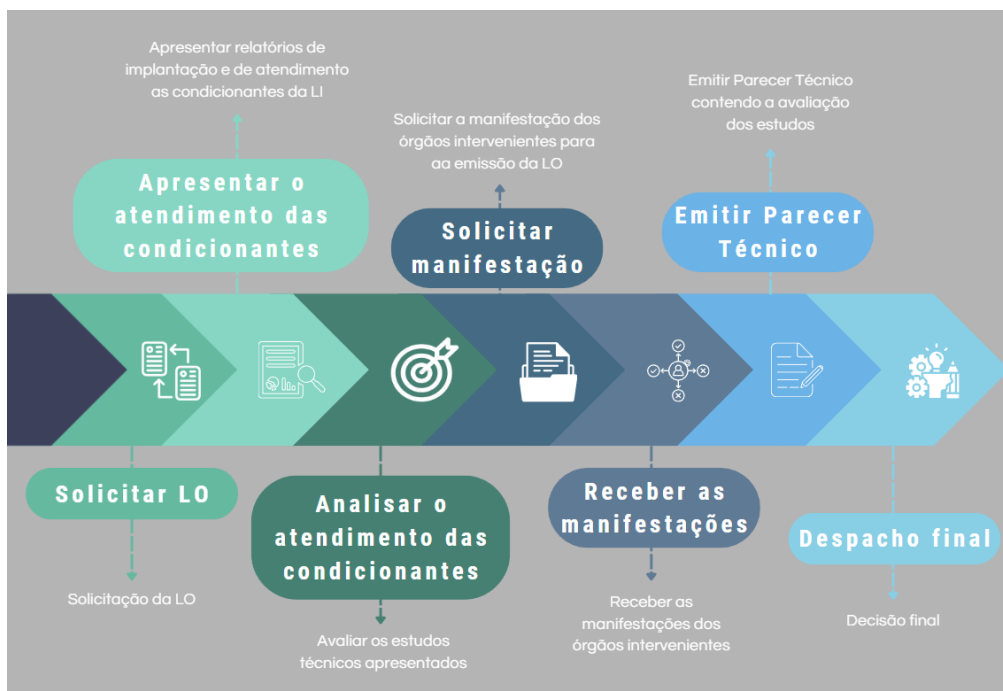 Apresentar relatórios de
implantação e de atendimento
as condicionantes da LI
Apresentar o
atendimento das
condicionantes
Solicitar a manifestação dos
órgãos intervenientes para
aa emissão da LO
Solicitar
manifestação
Emitir Parecer Técnico
contendo a avaliação
dos estudos
Emitir Parecer
Técnico
Solicitar LO
Solicitação da LO
Analisar o
atendimento das
condicionantes
Avaliar os estudos
técnicos apresentados
Receber as
manifestações
Receber as
manifestações dos
órgãos intervenientes
Despacho final
Decisão final